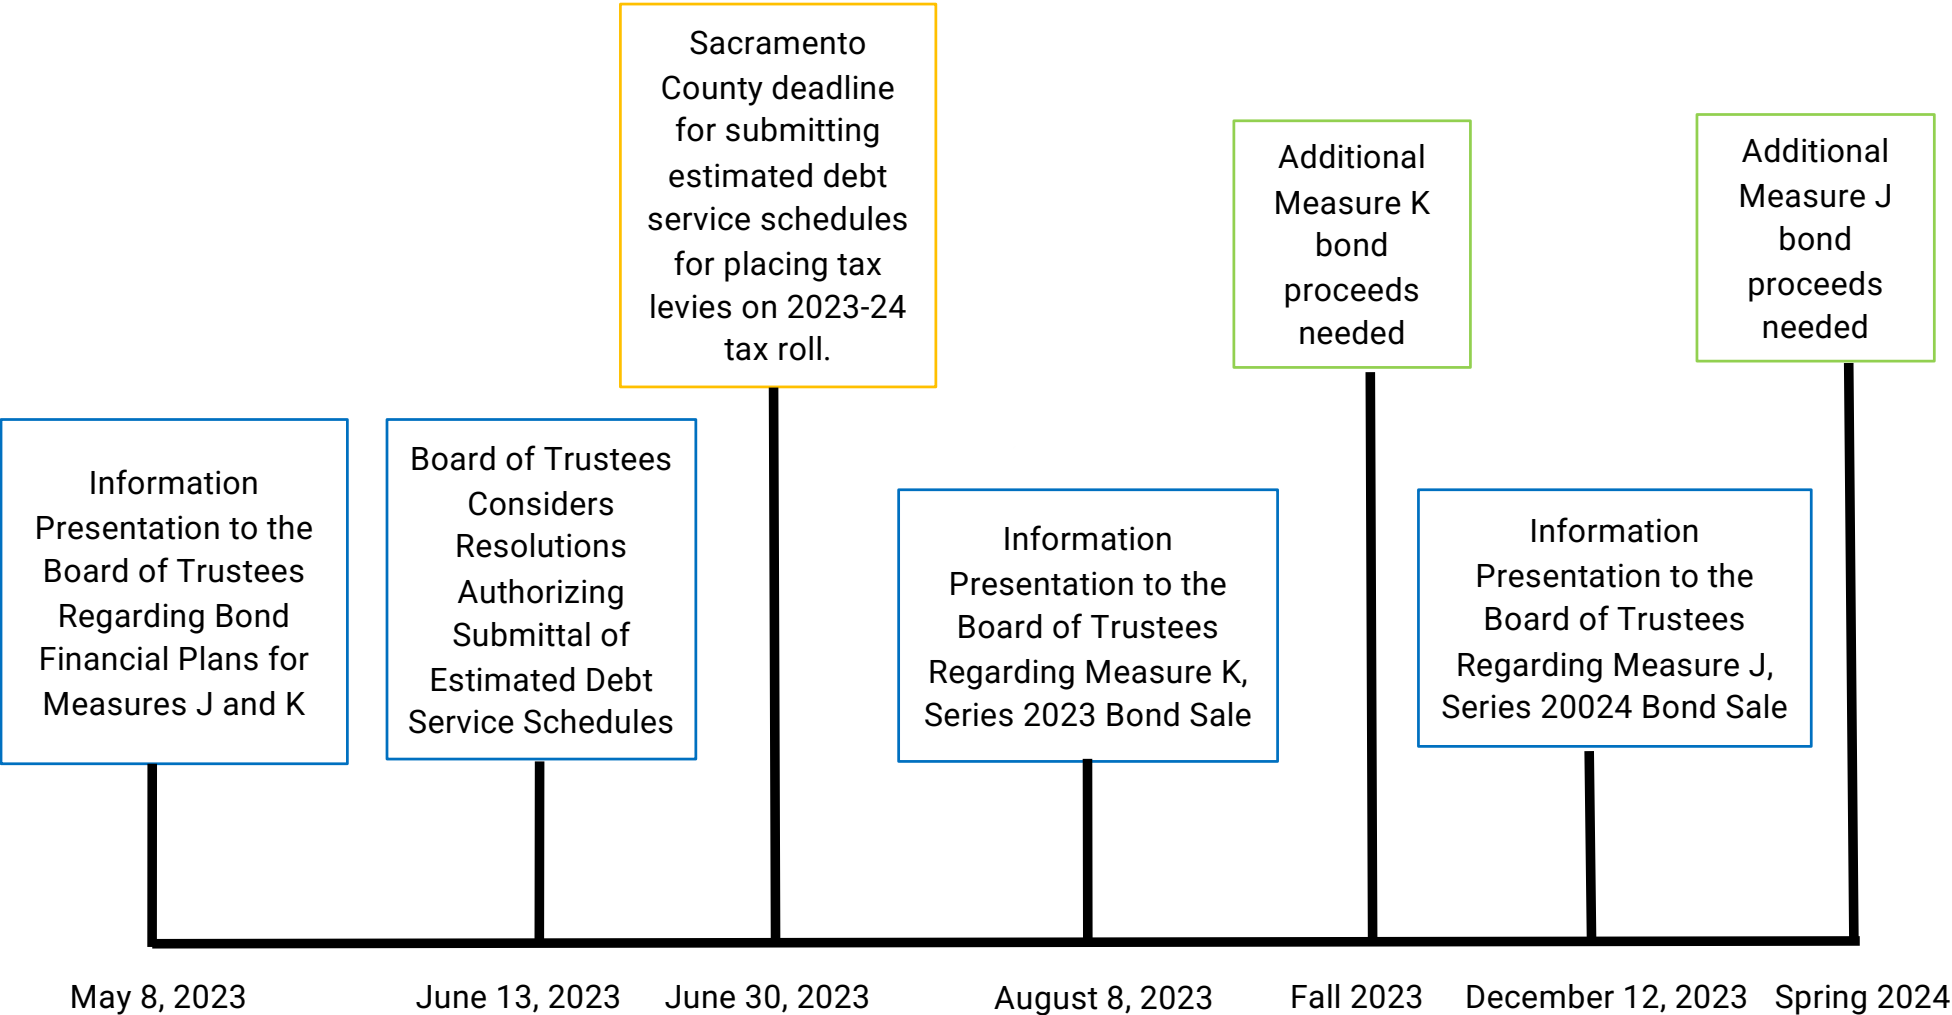 Sacramento
County deadline
for submitting
estimated debt
service schedules
for placing tax
levies on 2023-24
tax roll.
Additional
Measure K
bond
proceeds
needed
Additional
Measure J
bond
proceeds
needed
Information
Presentation to the
Board of Trustees
Regarding Bond
Financial Plans for
Measures J and K
Board of Trustees
Considers
Resolutions
Authorizing
Submittal of
Estimated Debt
Service Schedules
Information
Presentation to the
Board of Trustees
Regarding Measure K,
Series 2023 Bond Sale
Information
Presentation to the
Board of Trustees
Regarding Measure J,
Series 20024 Bond Sale
May 8, 2023
June 13, 2023
June 30, 2023
August 8, 2023
Fall 2023
December 12, 2023
Spring 2024